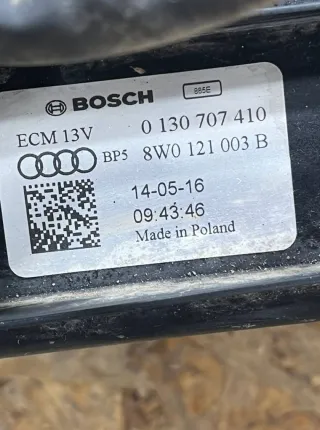 BOSCH 885E
ECM 13V 0 130 707 410
BP5 8W0 121 003 B
14-05-16
09:43:46
Made in Poland